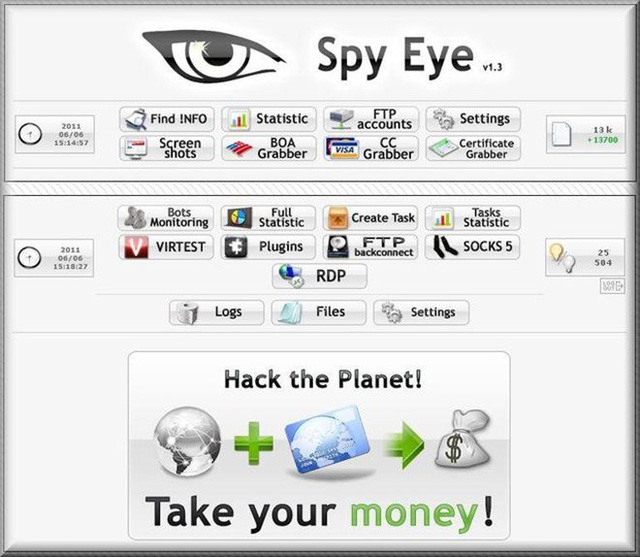 Spy Eye v1.3
2011
06/06
15:14:57
Find INFO
Statistic
FTP
accounts
Settings
13 k
+13700
Screen
shots
BOA
Grabber
VISA
CC
Grabber
Certificate
Grabber
2011
06/06
15:18:27
Bots
Monitoring
Full
Statistic
Create Task
Tasks
Statistic
25
584
V
VIRTEST
Plugins
FTP
backconnect
SOCKS 5
LOG
OUT
RDP
Logs
Files
Settings
Hack the Planet!
$
Take your money!